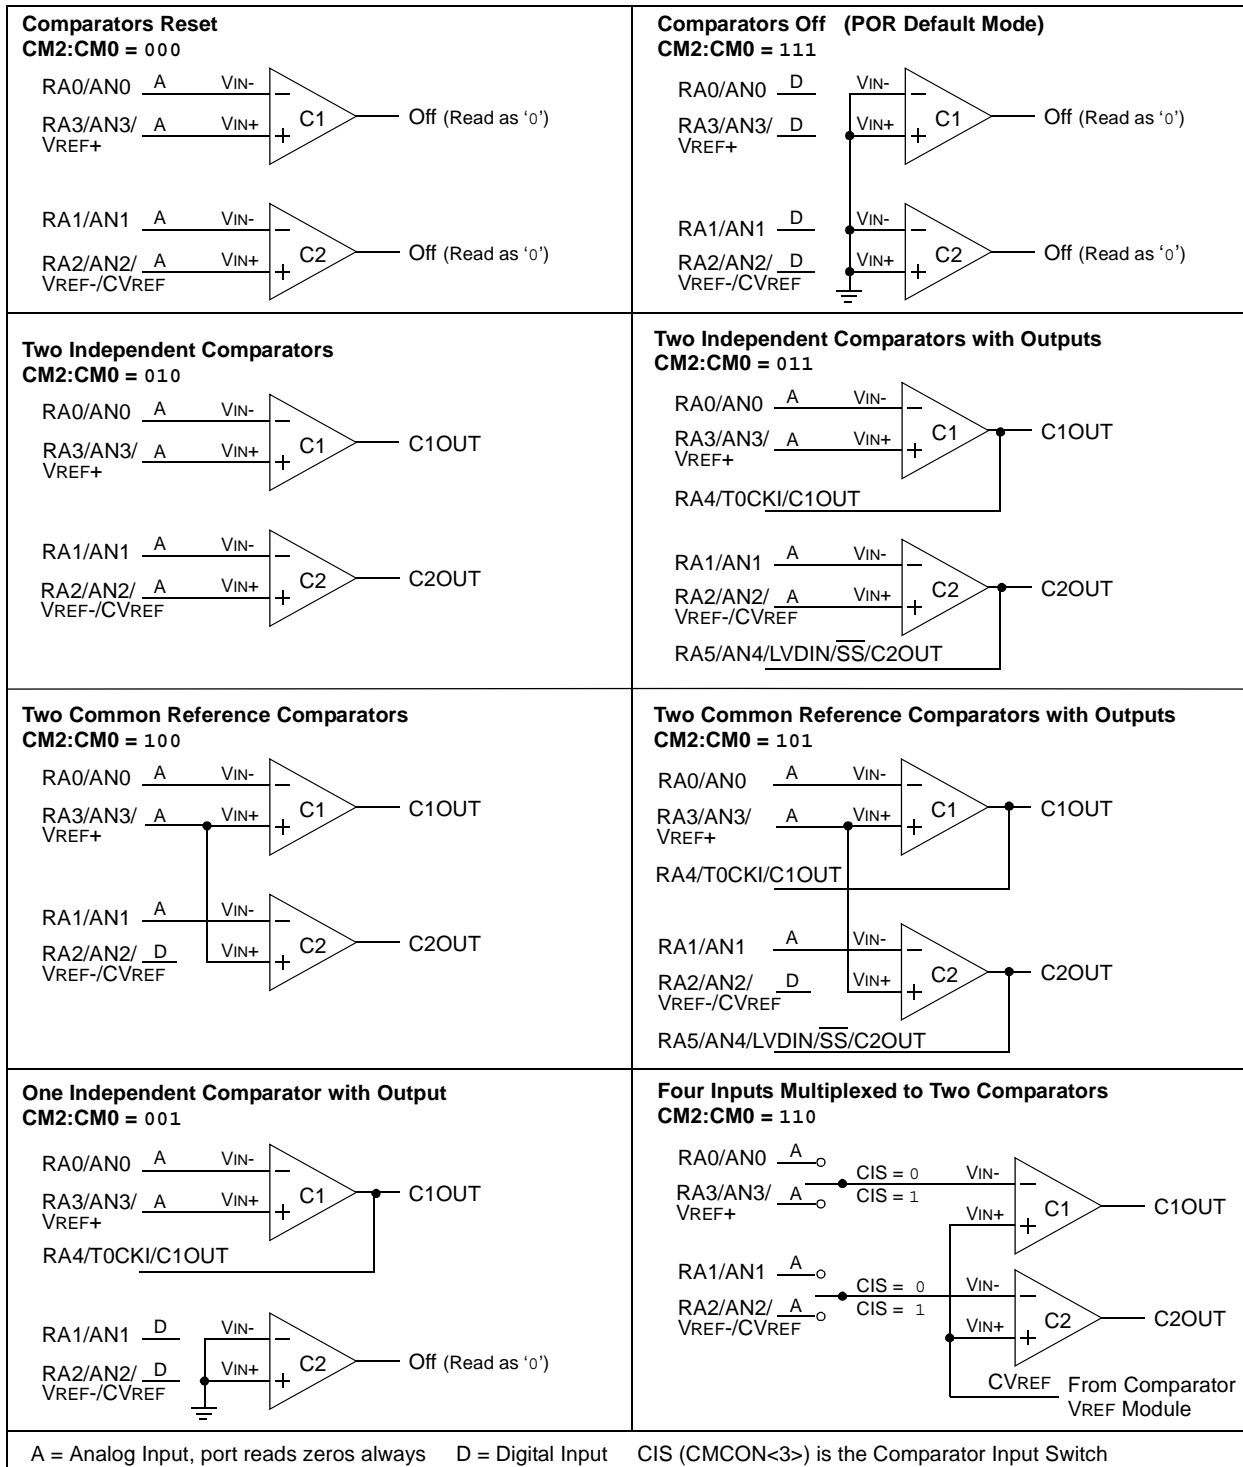 Comparators Reset
CM2:CM0 = 000
RA0/AN0 A VIN-
C1 Off (Read as ‘0’)
RA3/AN3/ A VIN+
VREF+
RA1/AN1 A VIN-
C2 Off (Read as ‘0’)
RA2/AN2/ A VIN+
VREF-/CVREF
Comparators Off (POR Default Mode)
CM2:CM0 = 111
RA0/AN0 D VIN-
C1 Off (Read as ‘0’)
RA3/AN3/ D VIN+
VREF+
RA1/AN1 D VIN-
C2 Off (Read as ‘0’)
RA2/AN2/ D VIN+
VREF-/CVREF
Two Independent Comparators
CM2:CM0 = 010
RA0/AN0 A VIN-
C1 C1OUT
RA3/AN3/ A VIN+
VREF+
RA1/AN1 A VIN-
C2 C2OUT
RA2/AN2/ A VIN+
VREF-/CVREF
Two Independent Comparators with Outputs
CM2:CM0 = 011
RA0/AN0 A VIN-
C1 C1OUT
RA3/AN3/ A VIN+
VREF+
RA4/T0CKI/C1OUT
RA1/AN1 A VIN-
C2 C2OUT
RA2/AN2/ A VIN+
VREF-/CVREF
RA5/AN4/LVDIN/SS/C2OUT
Two Common Reference Comparators
CM2:CM0 = 100
RA0/AN0 A VIN-
C1 C1OUT
RA3/AN3/ A VIN+
VREF+
RA1/AN1 A VIN-
C2 C2OUT
RA2/AN2/ D VIN+
VREF-/CVREF
Two Common Reference Comparators with Outputs
CM2:CM0 = 101
RA0/AN0 A VIN-
C1 C1OUT
RA3/AN3/ A VIN+
VREF+
RA4/T0CKI/C1OUT
RA1/AN1 A VIN-
C2 C2OUT
RA2/AN2/ D VIN+
VREF-/CVREF
RA5/AN4/LVDIN/SS/C2OUT
One Independent Comparator with Output
CM2:CM0 = 001
RA0/AN0 A VIN-
C1 C1OUT
RA3/AN3/ A VIN+
VREF+
RA4/T0CKI/C1OUT
RA1/AN1 D VIN-
C2 Off (Read as ‘0’)
RA2/AN2/ D VIN+
VREF-/CVREF
Four Inputs Multiplexed to Two Comparators
CM2:CM0 = 110
RA0/AN0 A CIS = 0 VIN-
RA3/AN3/ A CIS = 1
VREF+ VIN+ C1 C1OUT
RA1/AN1 A CIS = 0 VIN-
RA2/AN2/ A CIS = 1
VREF-/CVREF VIN+ C2 C2OUT
CVREF From Comparator
VREF Module
A = Analog Input, port reads zeros always D = Digital Input CIS (CMCON<3>) is the Comparator Input Switch